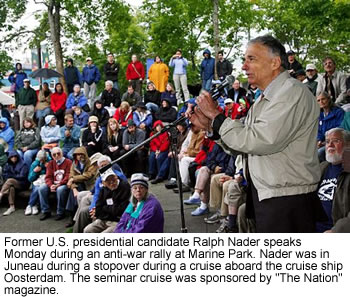 Former U.S. presidential candidate Ralph Nader speaks
Monday during an anti-war rally at Marine Park. Nader was in
Juneau during a stopover during a cruise aboard the cruise ship
Oosterdam. The seminar cruise was sponsored by "The Nation"
magazine.